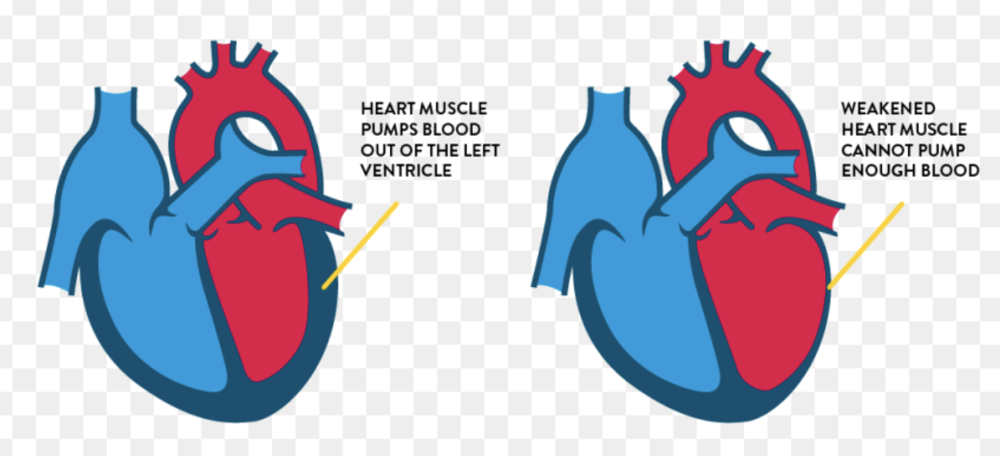 HEART MUSCLE
PUMPS BLOOD
OUT OF THE LEFT
VENTRICLE
WEAKENED
HEART MUSCLE
CANNOT PUMP
ENOUGH BLOOD